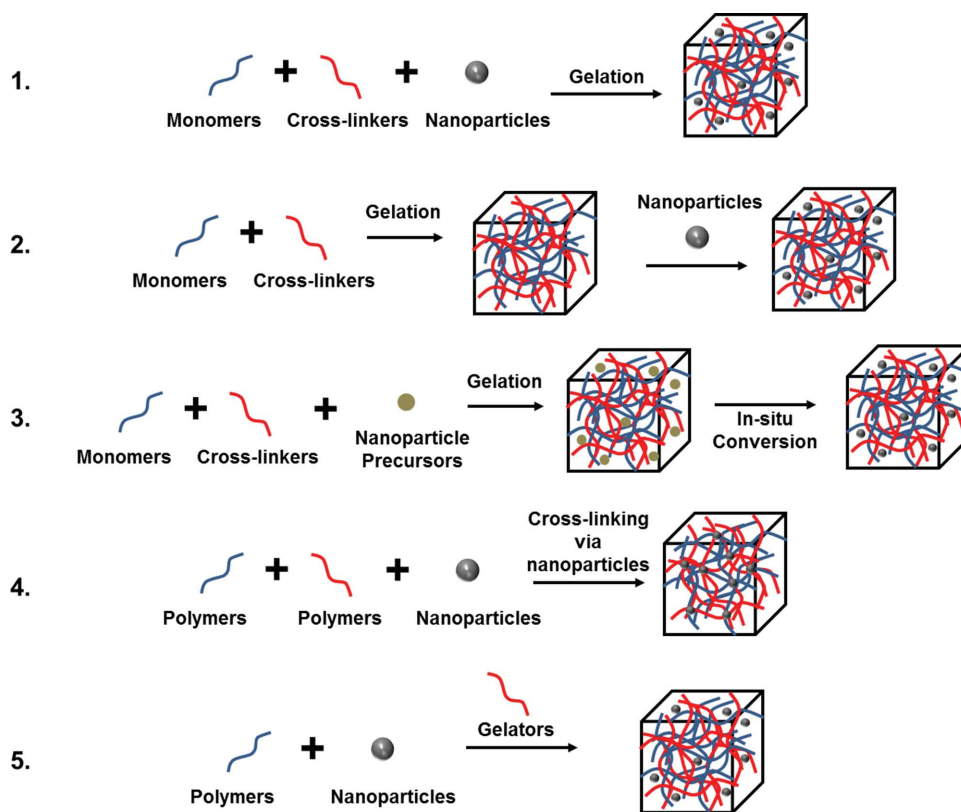 1.
+ +
Monomers Cross-linkers Nanoparticles
Gelation
2.
+
Monomers Cross-linkers
Gelation
Nanoparticles
3.
+ +
Monomers Cross-linkers
Nanoparticle
Precursors
Gelation
In-situ
Conversion
4.
+ +
Polymers Polymers Nanoparticles
Cross-linking
via
nanoparticles
5.
+
Polymers Nanoparticles
Gelators